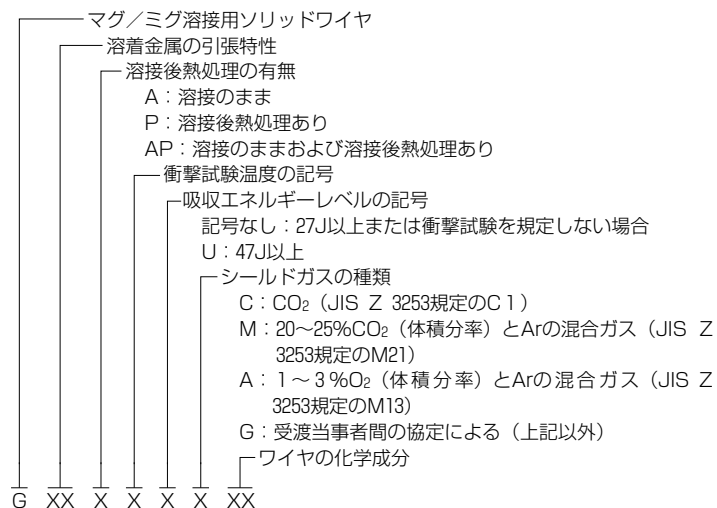 マグ／ミグ溶接用ソリッドワイヤ
溶着金属の引張特性
溶接後熱処理の有無
A：溶接のまま
P：溶接後熱処理あり
AP：溶接のままおよび溶接後熱処理あり
衝撃試験温度の記号
吸収エネルギーレベルの記号
記号なし：27J以上または衝撃試験を規定しない場合
U：47J以上
シールドガスの種類
C：CO₂（JIS Z 3253規定のC1）
M：20～25%CO₂（体積分率）とArの混合ガス（JIS Z
3253規定のM21）
A：1～3%O₂（体積分率）とArの混合ガス（JIS Z
3253規定のM13）
G：受渡当事者間の協定による（上記以外）
ワイヤの化学成分
G XX X X X X XX